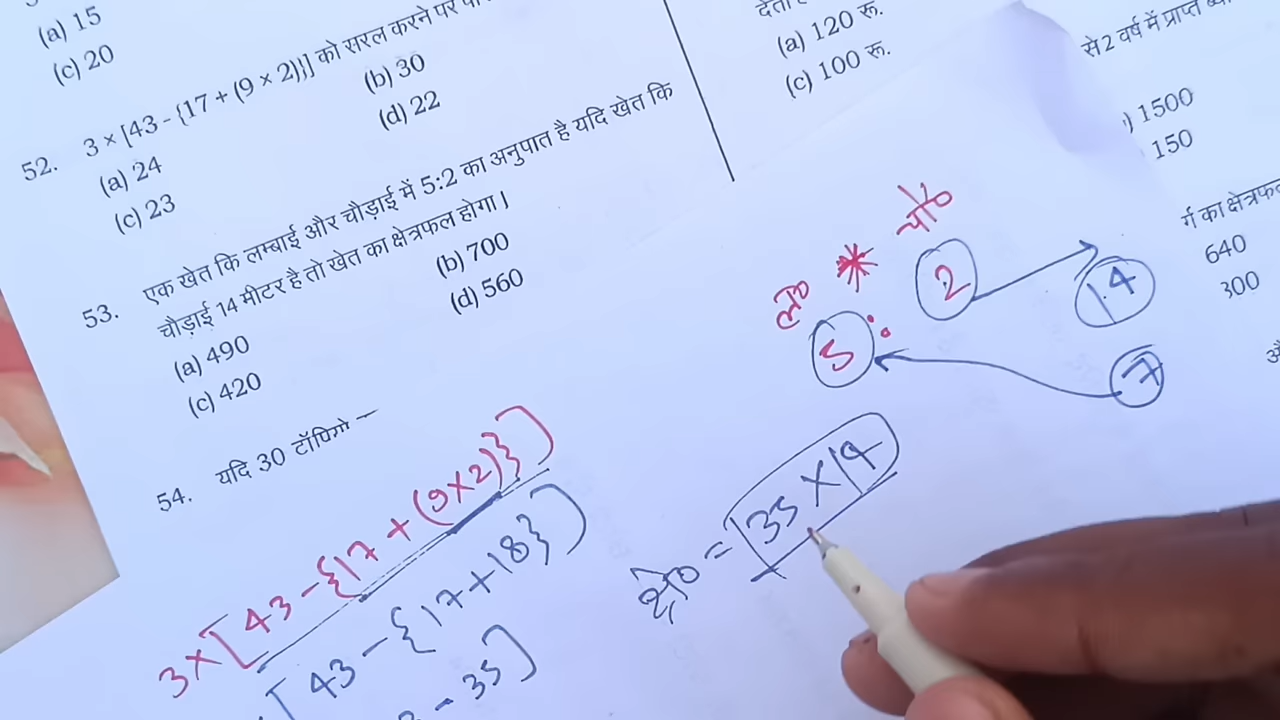 (a) 15
(c) 20
52. 3 × [43 - {17 + (9 × 2)}] को सरल करने पर
(a) 24
(b) 30
(c) 23
(d) 22
53. एक खेत कि लम्बाई और चौड़ाई में 5:2 का अनुपात है यदि खेत कि
चौड़ाई 14 मीटर है तो खेत का क्षेत्रफल होगा।
(a) 490
(b) 700
(c) 420
(d) 560
54. यदि 30 टॉफियो
3×[43-{17+(9×2)}]
[43-{17+18}]
- 35]
(a) 120 रू.
(c) 100 रू.
ल० * चौ०
5 : 2
14
7
क्षे० = 35 × 14
से 2 वर्ष में प्राप्त
) 1500
150
र्ग का क्षेत्रफल
640
300